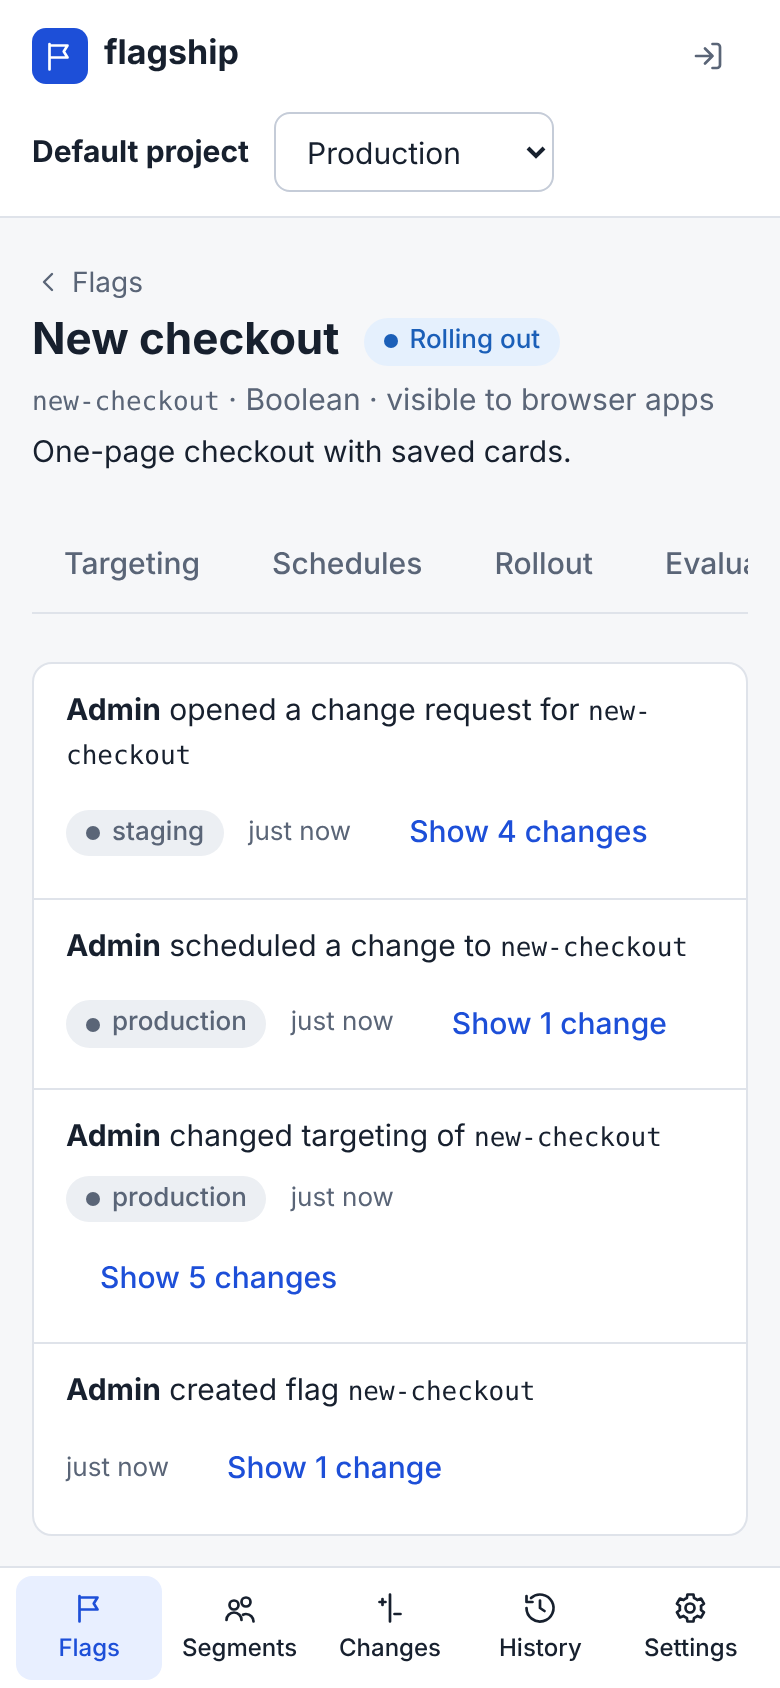 flagship
Default project Production
Flags
New checkout Rolling out
new-checkout · Boolean · visible to browser apps
One-page checkout with saved cards.
Targeting Schedules Rollout
Admin opened a change request for new-
checkout
staging just now Show 4 changes
Admin scheduled a change to new-checkout
production just now Show 1 change
Admin changed targeting of new-checkout
production just now
Show 5 changes
Admin created flag new-checkout
just now Show 1 change
Flags Segments Changes History Settings